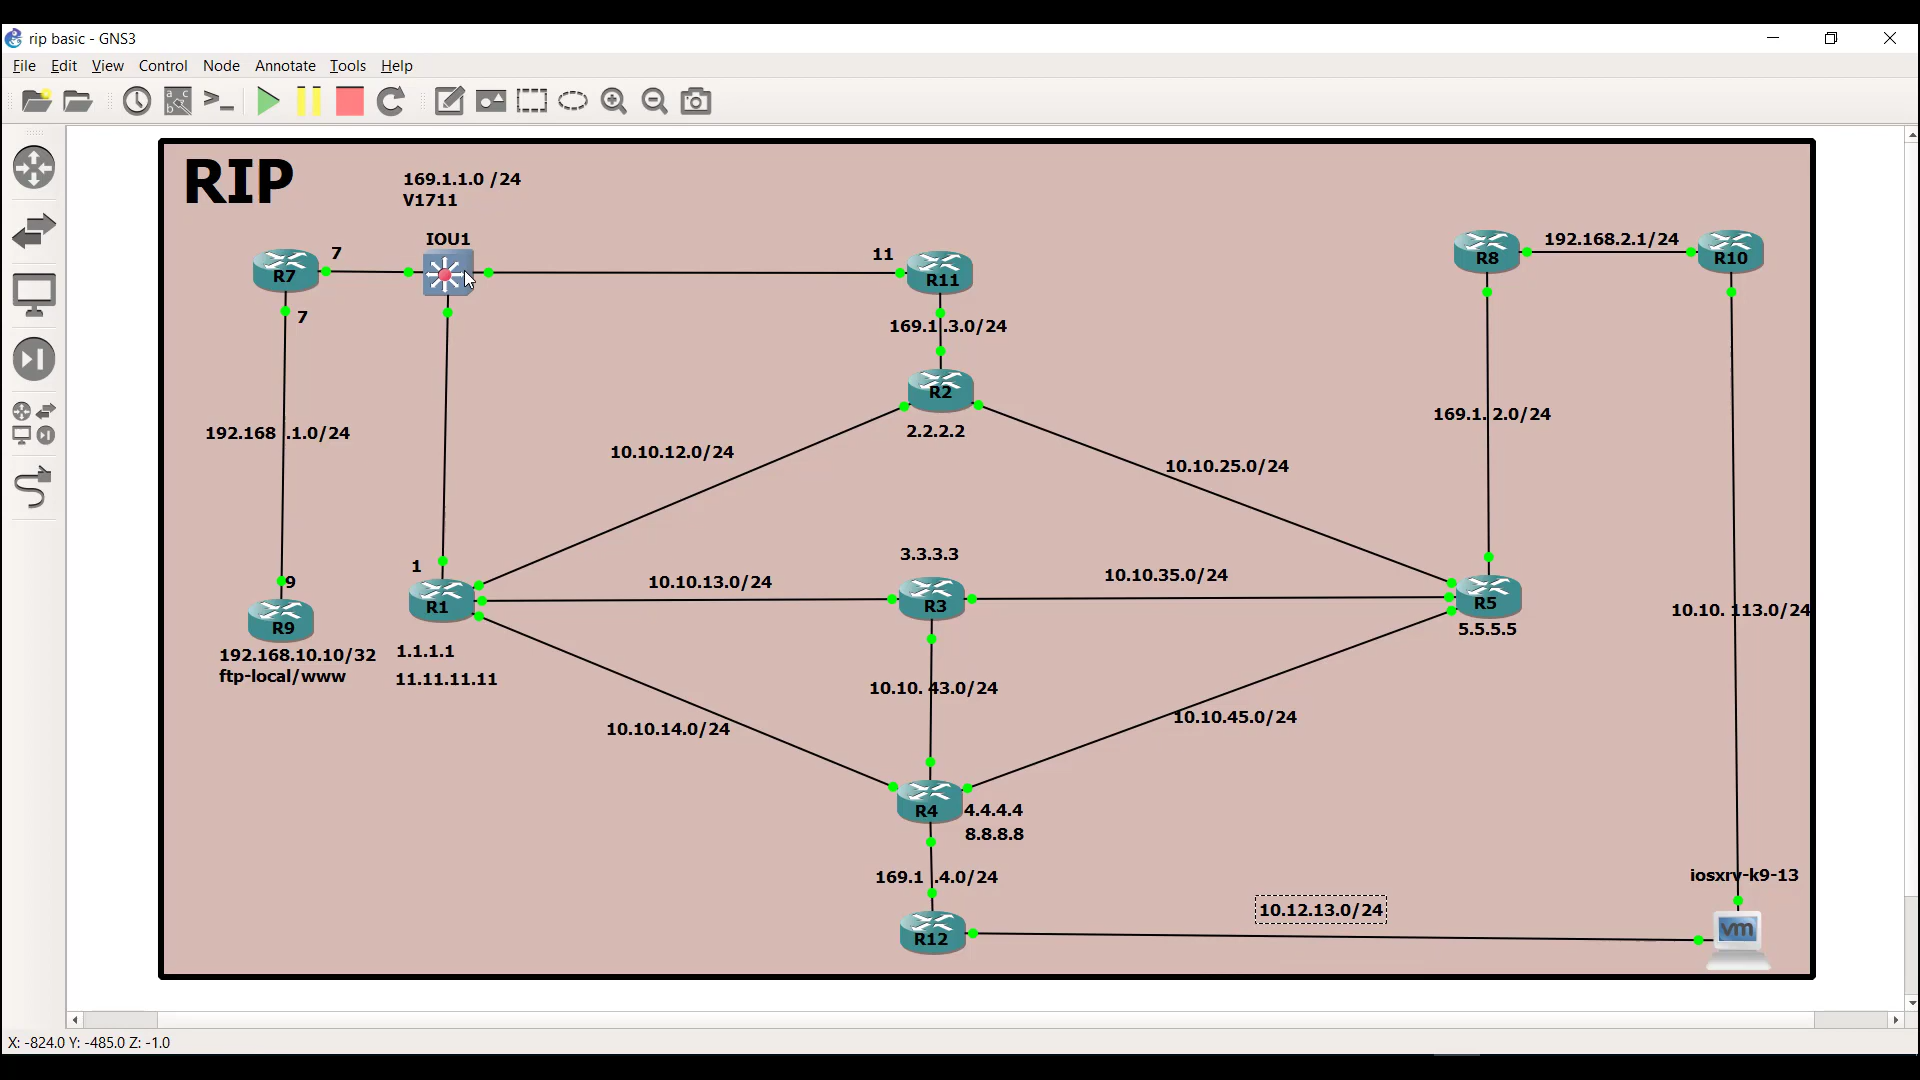 rip basic - GNS3
File Edit View Control Node Annotate Tools Help
RIP
169.1.1.0 /24
V1711
IOU1
7
11
R7
R11
R8
192.168.2.1/24
R10
7
169.1 .3.0/24
R2
2.2.2.2
192.168 .1.0/24
10.10.12.0/24
10.10.25.0/24
169.1. 2.0/24
3.3.3.3
1
9
10.10.13.0/24
10.10.35.0/24
R1
R3
R5
10.10. 113.0/24
R9
5.5.5.5
192.168.10.10/32
ftp-local/www
1.1.1.1
11.11.11.11
10.10. 43.0/24
10.10.14.0/24
10.10.45.0/24
R4
4.4.4.4
8.8.8.8
169.1 .4.0/24
iosxrv-k9-13
10.12.13.0/24
R12
vm
X: -824.0 Y: -485.0 Z: -1.0